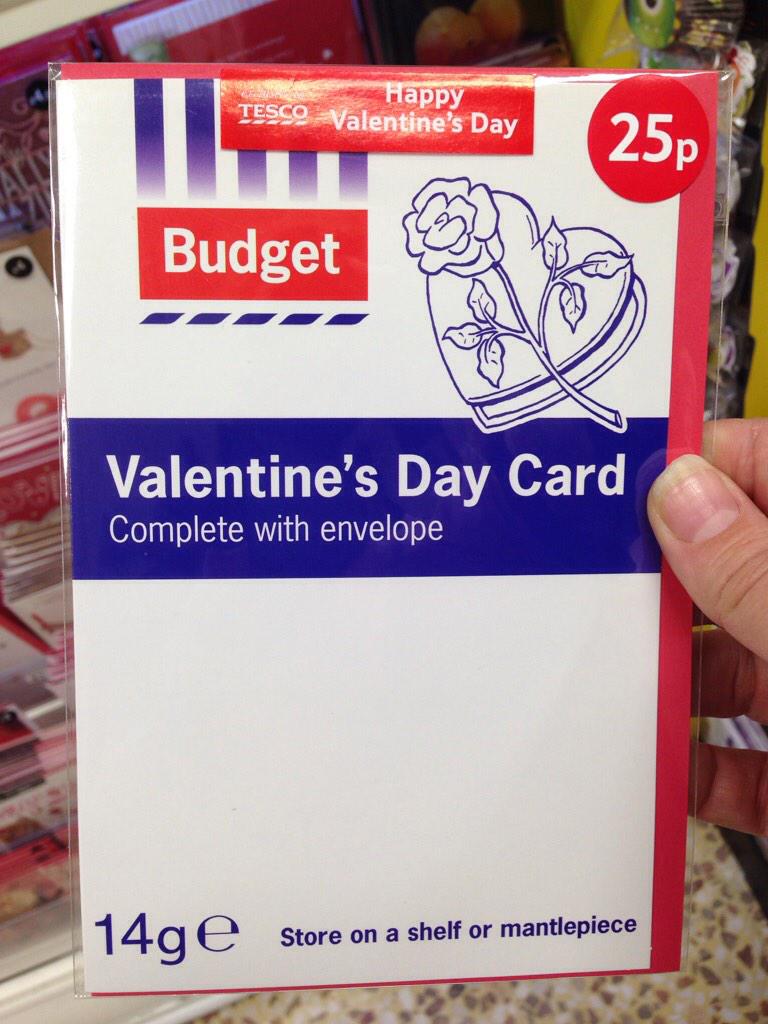 TESCO
Happy
Valentine's Day
25p
Budget
Valentine's Day Card
Complete with envelope
14g ℮
Store on a shelf or mantlepiece